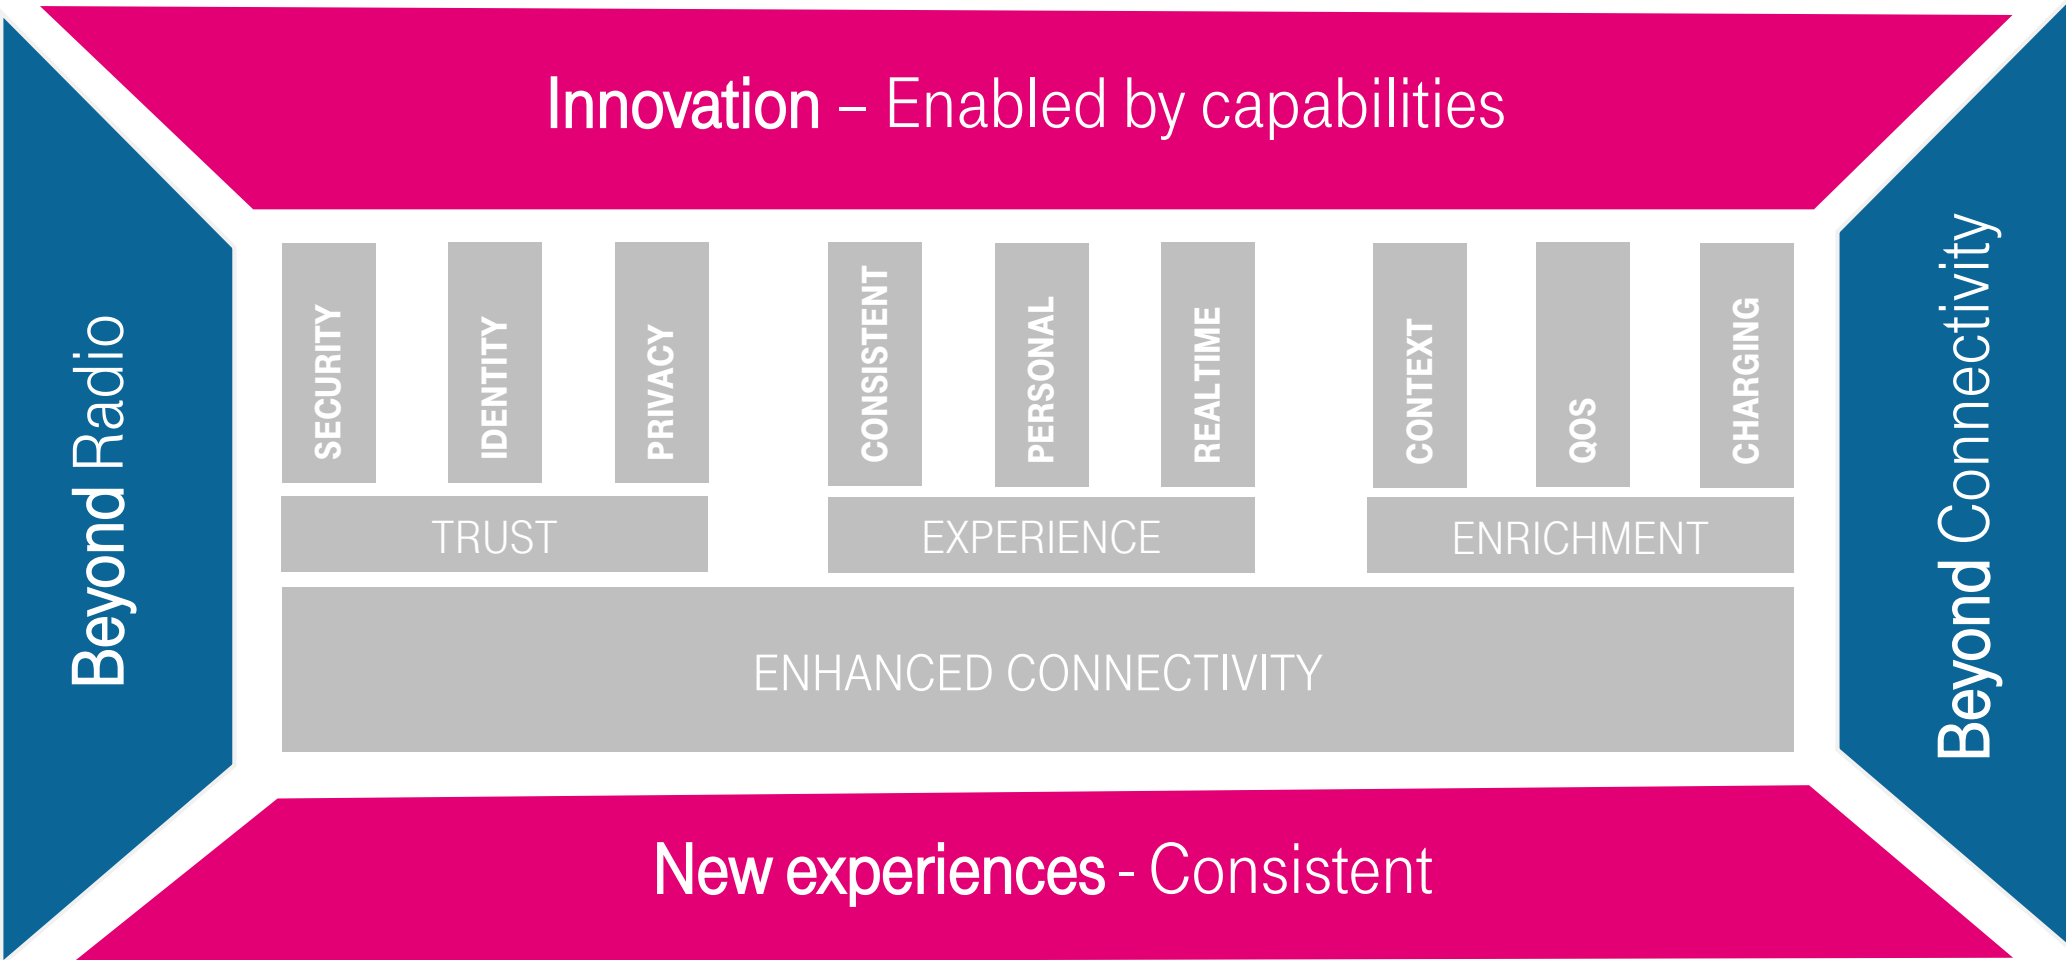 Innovation – Enabled by capabilities
Beyond Radio
SECURITY
IDENTITY
PRIVACY
CONSISTENT
PERSONAL
REALTIME
CONTEXT
QOS
CHARGING
TRUST
EXPERIENCE
ENRICHMENT
ENHANCED CONNECTIVITY
Beyond Connectivity
New experiences - Consistent